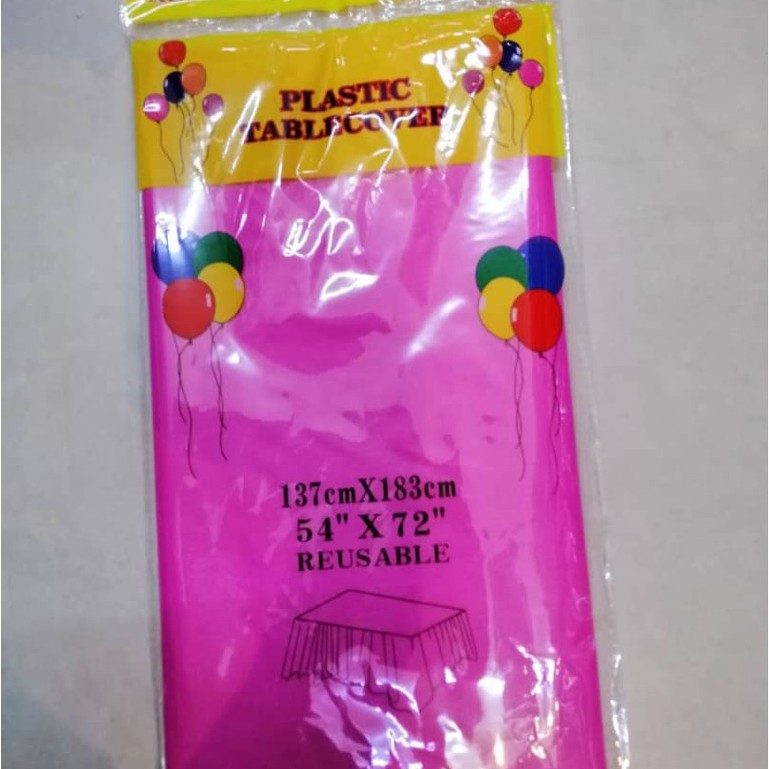 PLASTIC
TABLECOVER
137cmX183cm
54" X 72"
REUSABLE